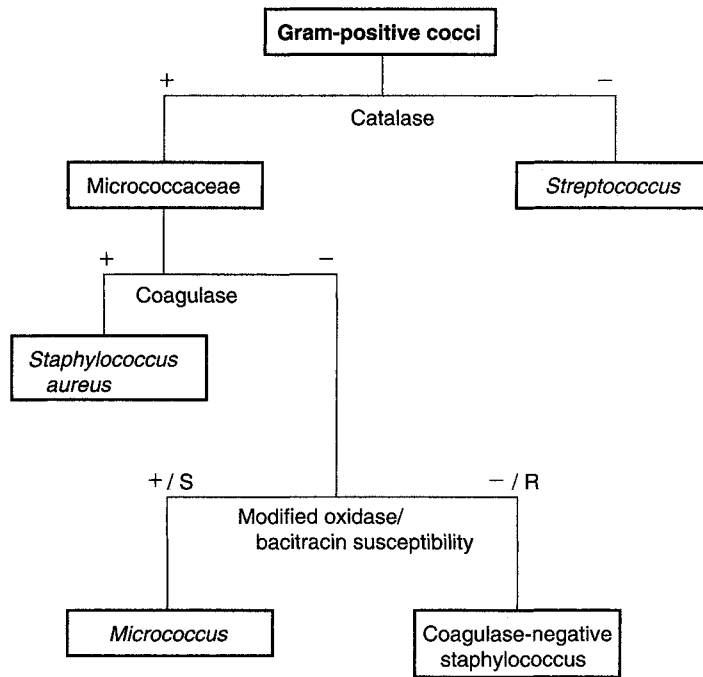 Gram-positive cocci
+ −
Catalase
Micrococcaceae
Streptococcus
+ −
Coagulase
Staphylococcus
aureus
+ / S − / R
Modified oxidase/
bacitracin susceptibility
Micrococcus
Coagulase-negative
staphylococcus